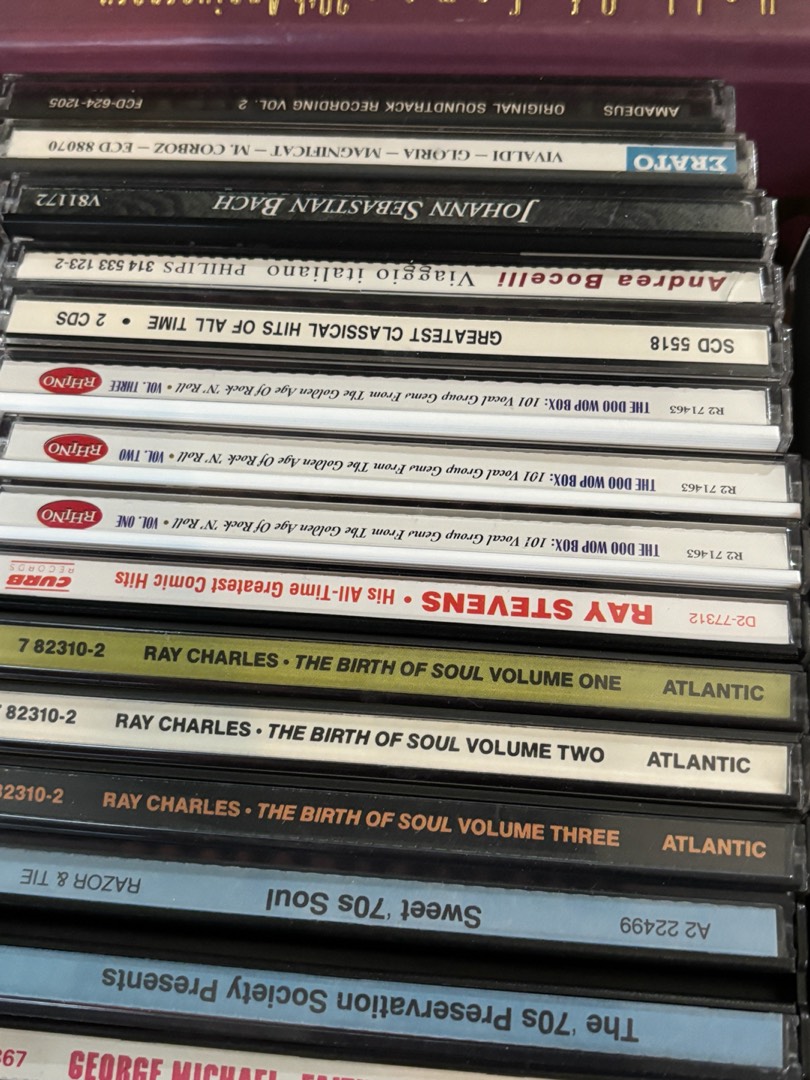 AMADEUS ORIGINAL SOUNDTRACK RECORDING VOL. 2 FCD-624-1205
ERATO VIVALDI – GLORIA – MAGNIFICAT – M. CORBOZ – ECD 88070
JOHANN SEBASTIAN BACH V81172
Andrea Bocelli Viaggio italiano PHILIPS 314 533 123-2
SCD 5518 GREATEST CLASSICAL HITS OF ALL TIME • 2 CDS
R2 71463 THE DOO WOP BOX: 101 Vocal Group Gems From The Golden Age Of Rock 'N' Roll • VOL. THREE RHINO
R2 71463 THE DOO WOP BOX: 101 Vocal Group Gems From The Golden Age Of Rock 'N' Roll • VOL. TWO RHINO
R2 71463 THE DOO WOP BOX: 101 Vocal Group Gems From The Golden Age Of Rock 'N' Roll • VOL. ONE RHINO
D2-77312 RAY STEVENS • His All-Time Greatest Comic Hits CURB RECORDS
7 82310-2 RAY CHARLES • THE BIRTH OF SOUL VOLUME ONE ATLANTIC
82310-2 RAY CHARLES • THE BIRTH OF SOUL VOLUME TWO ATLANTIC
82310-2 RAY CHARLES • THE BIRTH OF SOUL VOLUME THREE ATLANTIC
A2 22499 Sweet '70s Soul RAZOR & TIE
The '70s Preservation Society Presents
367 GEORGE MICHAEL